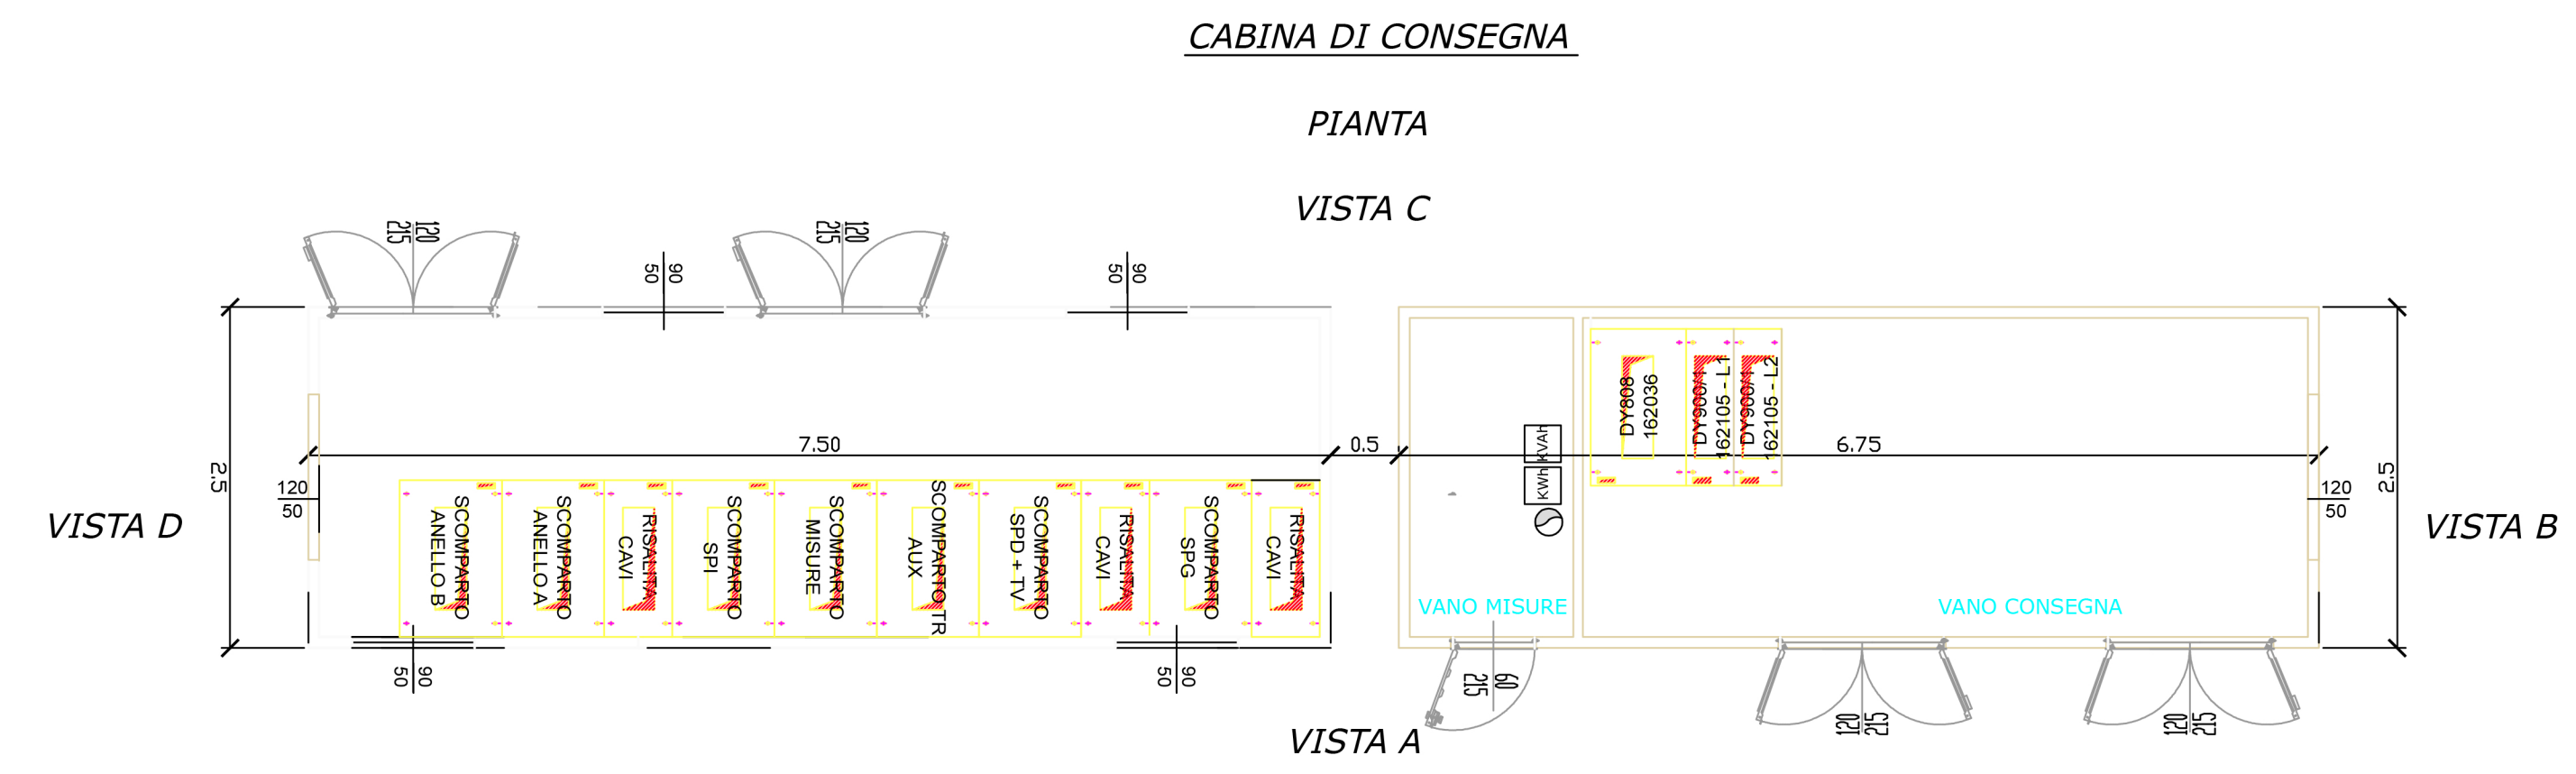 CABINA DI CONSEGNA
PIANTA
VISTA C
120
215
120
215
90
50
90
50
7.50
0.5
6.75
2.5
2.5
120
50
120
50
VISTA D
VISTA B
SCOMPARTO
ANELLO B
SCOMPARTO
ANELLO A
RISALITA
CAVI
SCOMPARTO
SPI
SCOMPARTO
MISURE
SCOMPARTO TR
AUX
SCOMPARTO
SPD + TV
RISALITA
CAVI
SCOMPARTO
SPG
RISALITA
CAVI
DY808
162036
DY900/1
162105 - L1
DY900/1
162105 - L2
KVAh
KWh
VANO MISURE
VANO CONSEGNA
90
50
90
50
60
215
120
215
120
215
VISTA A